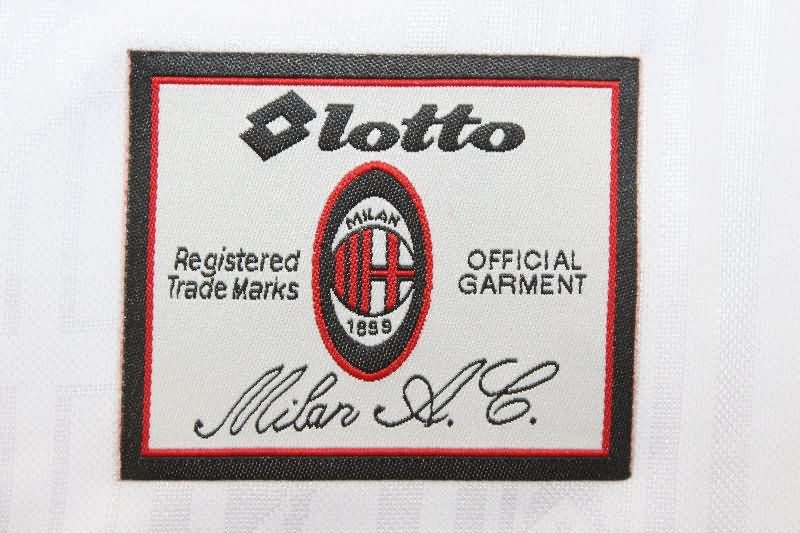 lotto
MILAN
1899
Registered
Trade Marks
OFFICIAL
GARMENT
Milan A.C.